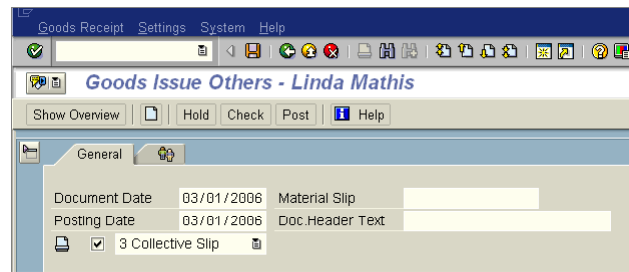 Goods Receipt Settings System Help
Goods Issue Others - Linda Mathis
Show Overview Hold Check Post Help
General
Document Date 03/01/2006 Material Slip
Posting Date 03/01/2006 Doc.Header Text
3 Collective Slip